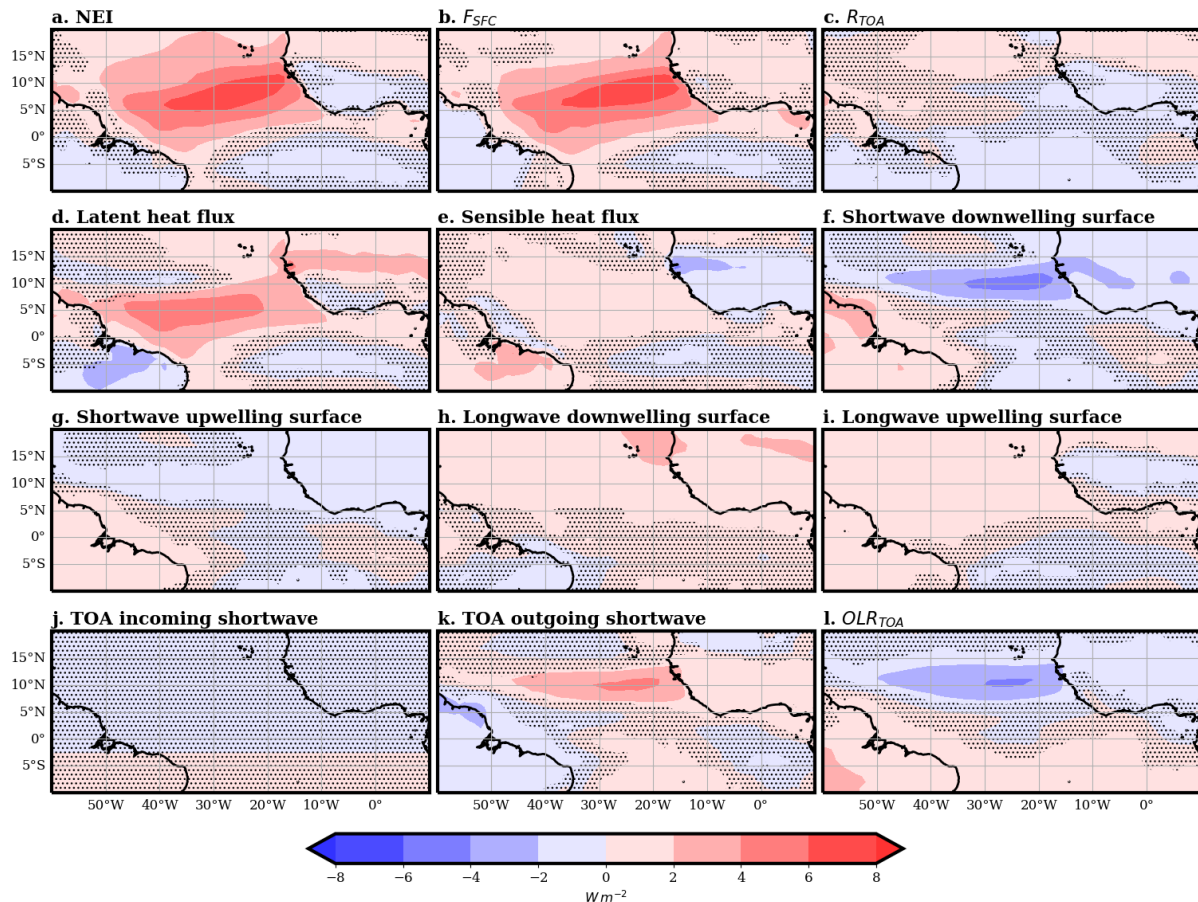 a. NEI
b. F_SFC
c. R_TOA
15°N
10°N
5°N
0°
5°S
d. Latent heat flux
e. Sensible heat flux
f. Shortwave downwelling surface
15°N
10°N
5°N
0°
5°S
g. Shortwave upwelling surface
h. Longwave downwelling surface
i. Longwave upwelling surface
15°N
10°N
5°N
0°
5°S
j. TOA incoming shortwave
k. TOA outgoing shortwave
l. OLR_TOA
15°N
10°N
5°N
0°
5°S
50°W 40°W 30°W 20°W 10°W 0° 50°W 40°W 30°W 20°W 10°W 0° 50°W 40°W 30°W 20°W 10°W 0°
−8 −6 −4 −2 0 2 4 6 8
W m⁻²